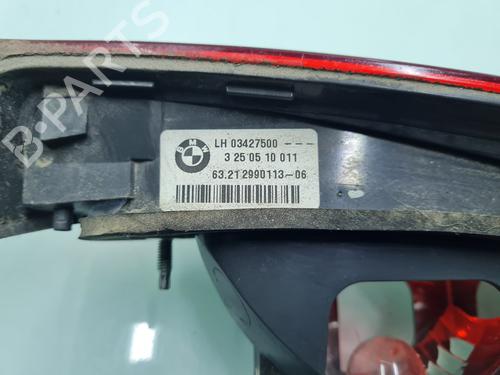 B-PARTS
BMW
LH 03427500 ---
3 25 05 10 011
63.21 2990113-06